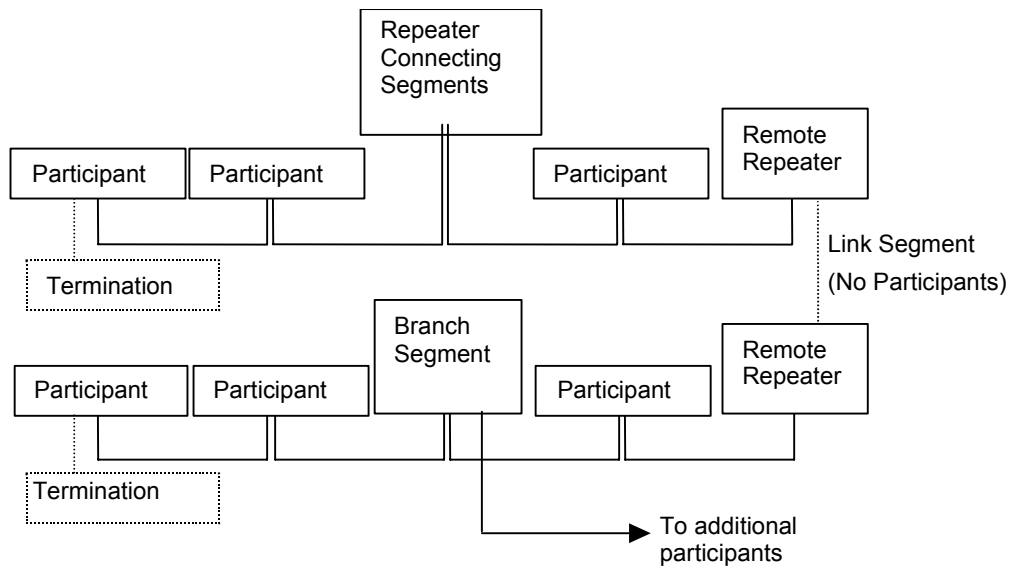 Repeater
Connecting
Segments
Remote
Repeater
Participant
Participant
Participant
Link Segment
(No Participants)
Termination
Branch
Segment
Remote
Repeater
Participant
Participant
Participant
Termination
To additional
participants